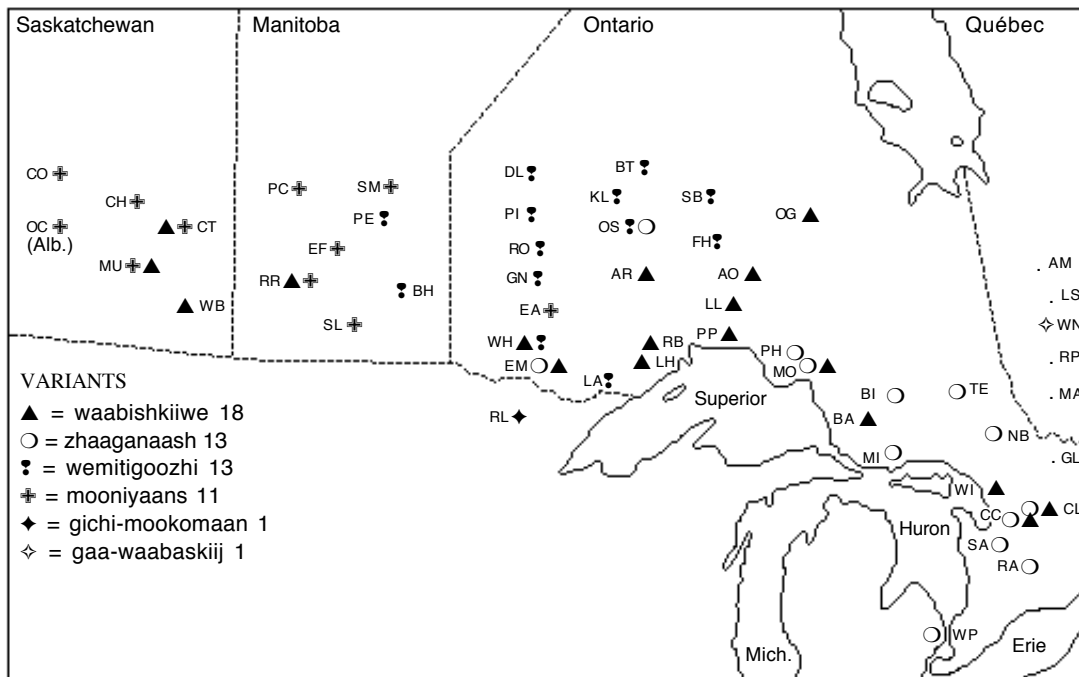 Saskatchewan Manitoba Ontario Québec
CO
CH
OC
(Alb.)
CT
MU
WB
PC
SM
PE
EF
RR
BH
SL
DL
BT
PI
KL
SB
OS
OG
RO
FH
GN
AR
AO
EA
LL
WH
RB
PP
EM
LH
PH
MO
LA
RL
Superior
BI
TE
BA
NB
MI
AM
LS
WN
RP
MA
GL
WI
CC
CL
Huron
SA
RA
WP
Mich.
Erie
VARIANTS
▲ = waabishkiiwe 18
❍ = zhaaganaash 13
❢ = wemitigoozhi 13
✙ = mooniyaans 11
✦ = gichi-mookomaan 1
✧ = gaa-waabaskiij 1